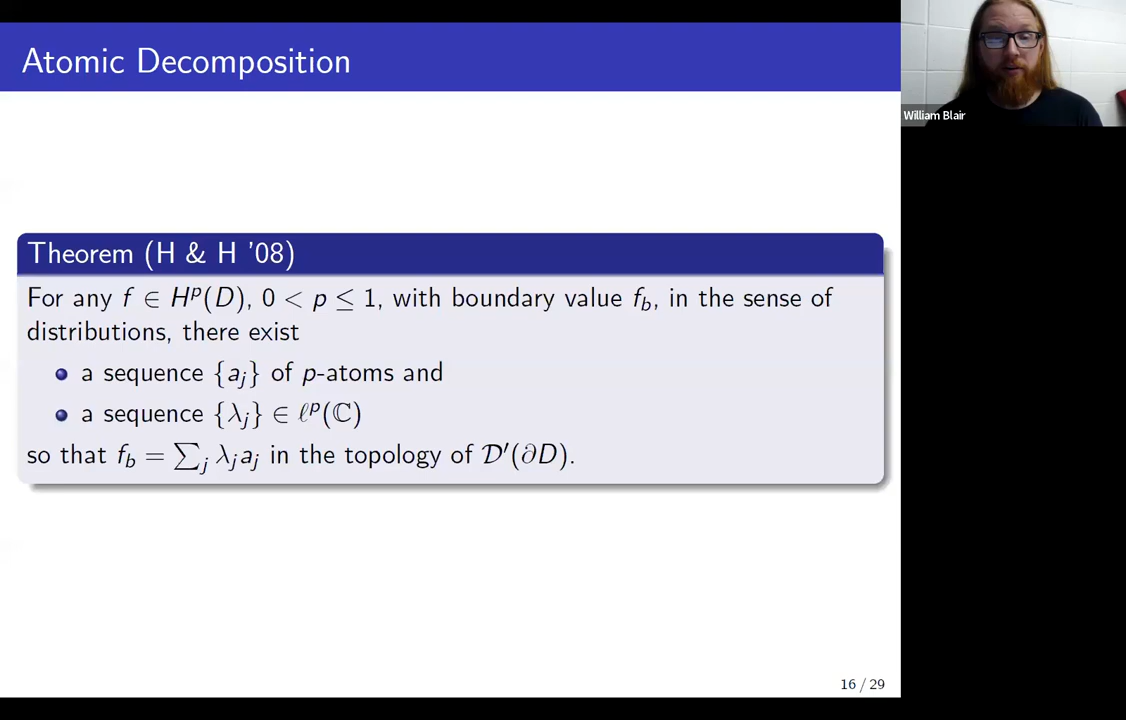 Atomic Decomposition
William Blair
Theorem (H & H '08)
For any f ∈ Hᵖ(D), 0 < p ≤ 1, with boundary value f_b, in the sense of
distributions, there exist
a sequence {a_j} of p-atoms and
a sequence {λ_j} ∈ ℓᵖ(ℂ)
so that f_b = ∑_j λ_j a_j in the topology of 𝒟′(∂D).
16 / 29